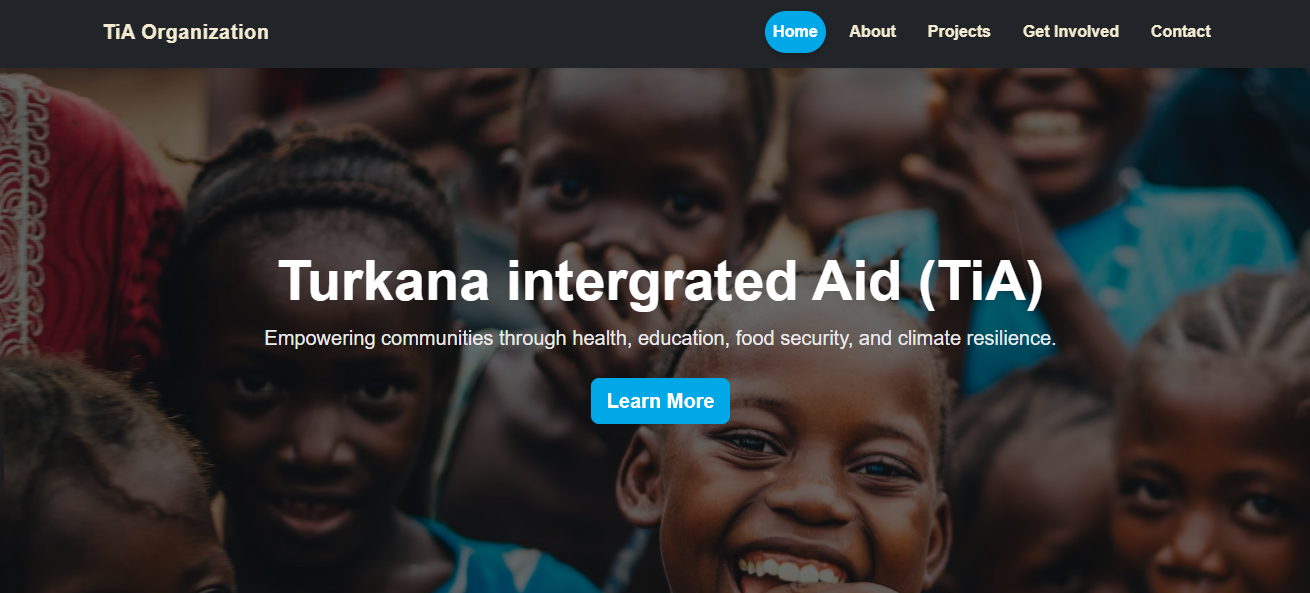 TiA Organization
Home
About
Projects
Get Involved
Contact
Turkana intergrated Aid (TiA)
Empowering communities through health, education, food security, and climate resilience.
Learn More